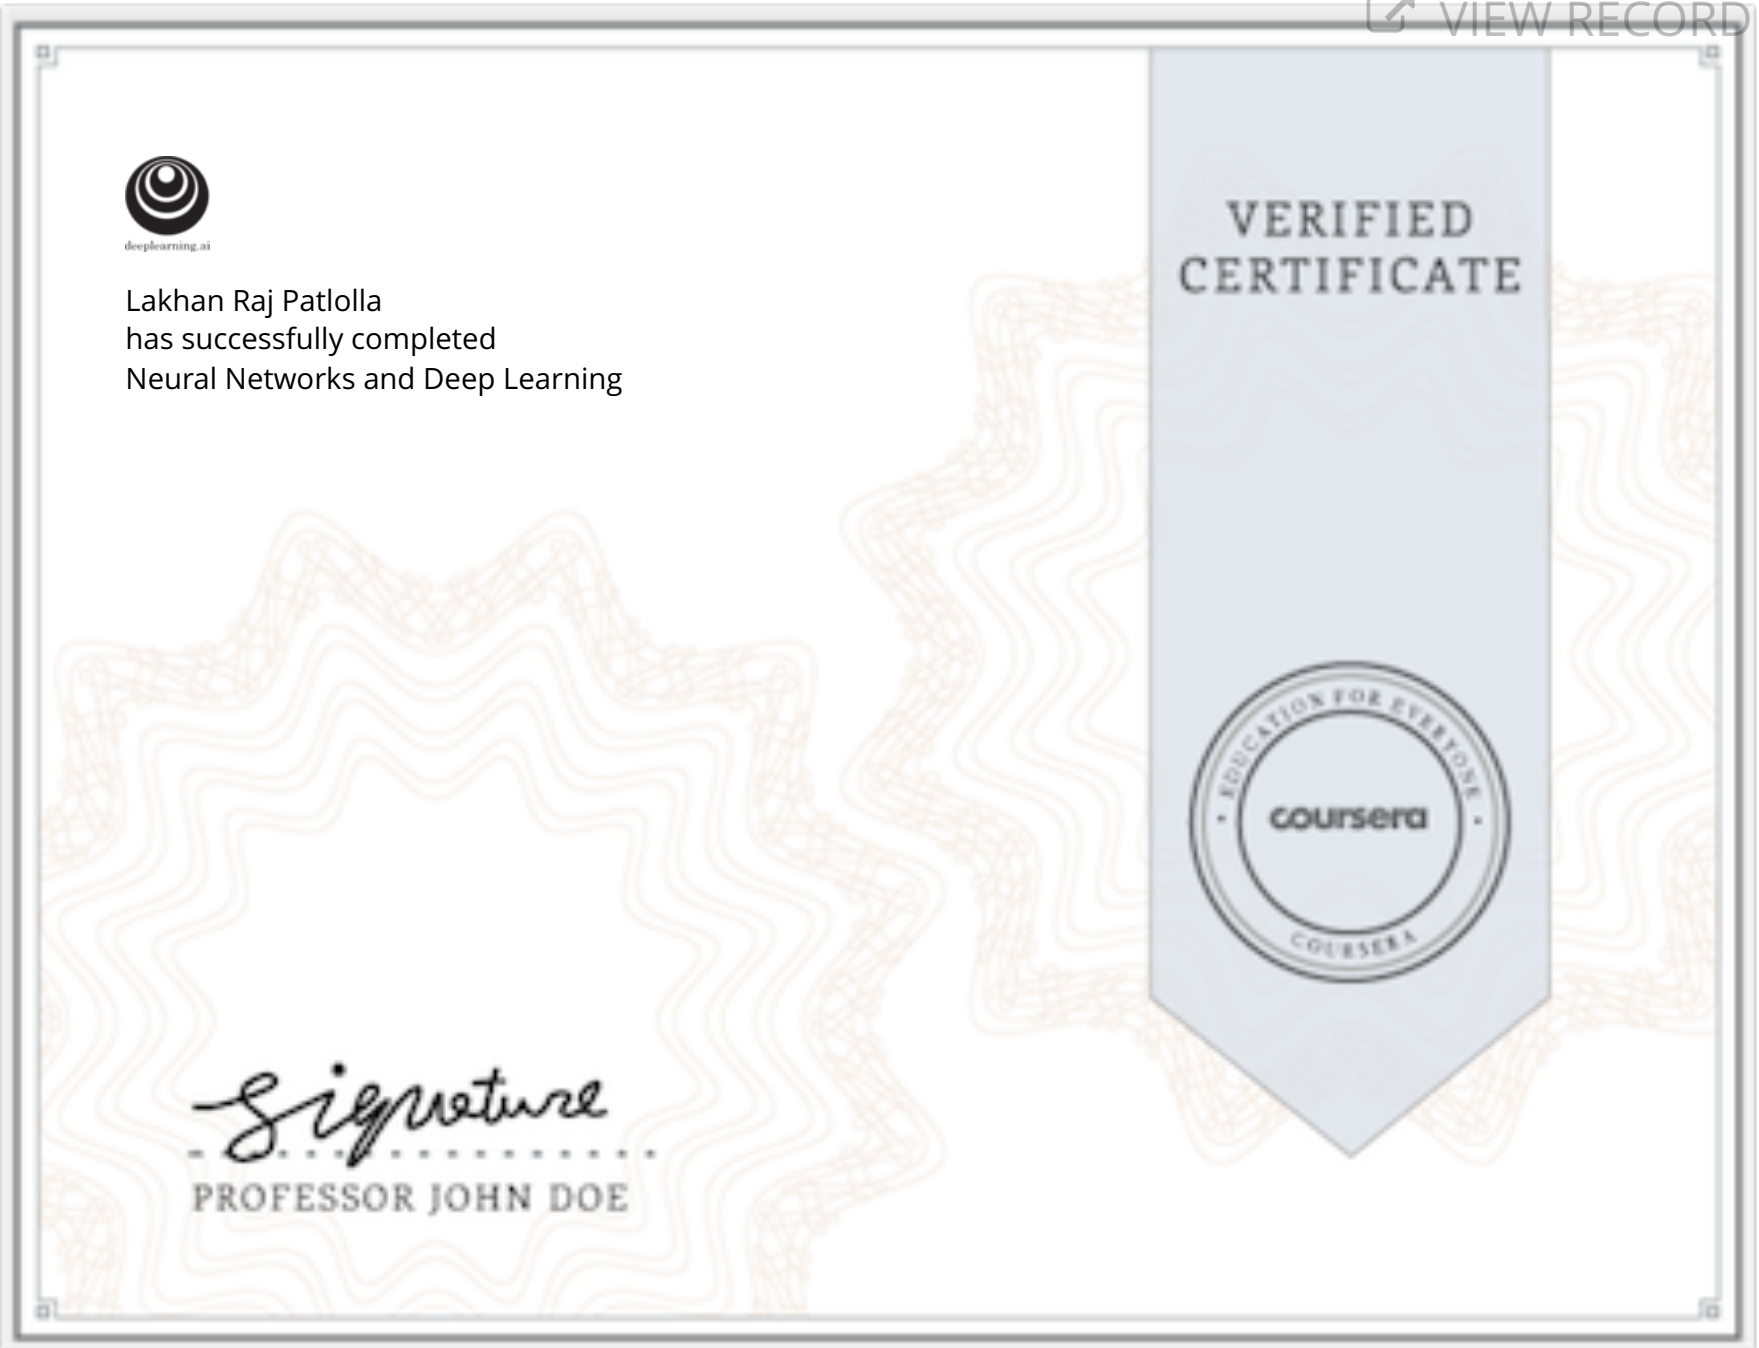 VIEW RECORD
deeplearning.ai
Lakhan Raj Patlolla
has successfully completed
Neural Networks and Deep Learning
VERIFIED
CERTIFICATE
• EDUCATION FOR EVERYONE •
coursera
COURSERA
Signature
PROFESSOR JOHN DOE